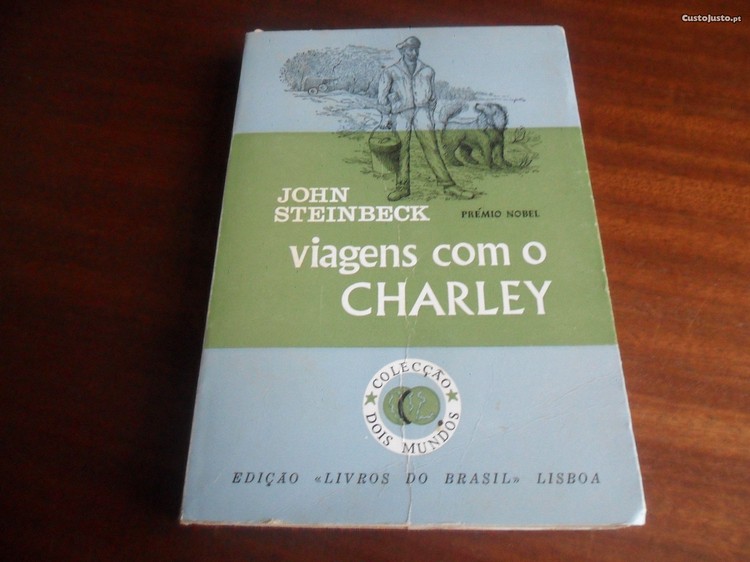 CustoJusto.pt
JOHN
STEINBECK
PRÉMIO NOBEL
viagens com o
CHARLEY
COLECÇÃO
DOIS MUNDOS
EDIÇÃO «LIVROS DO BRASIL» LISBOA